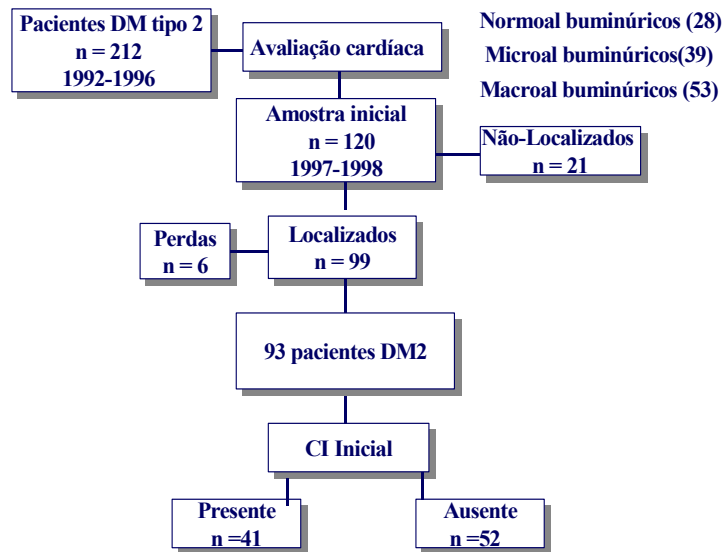 Pacientes DM tipo 2
n = 212
1992-1996
Avaliação cardíaca
Normoal buminúricos (28)
Microal buminúricos(39)
Macroal buminúricos (53)
Amostra inicial
n = 120
1997-1998
Não-Localizados
n = 21
Perdas
n = 6
Localizados
n = 99
93 pacientes DM2
CI Inicial
Presente
n =41
Ausente
n =52